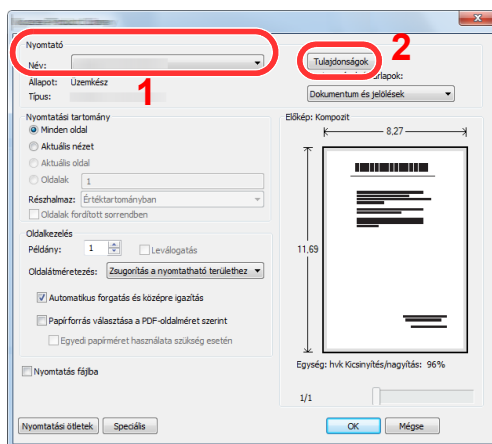 Nyomtató
2
Név:
Tulajdonságok
Állapot: Üzemkész
1
Típus:
Dokumentum és jelölések
Nyomtatási tartomány
Minden oldal
Aktuális nézet
Aktuális oldal
Oldalak 1
Részhalmaz: Értéktartományban
Oldalak fordított sorrendben
Oldalkezelés
Példány: 1 Leválogatás
Oldalátméretezés: Zsugorítás a nyomtatható területhez
Automatikus forgatás és középre igazítás
Papírforrás választása a PDF-oldalméret szerint
Egyedi papírméret használata szükség esetén
Nyomtatás fájlba
Előkép: Kompozit
8,27
11,69
Egység: hvk Kicsinyítés/nagyítás: 96%
1/1
Nyomtatási ötletek Speciális OK Mégse